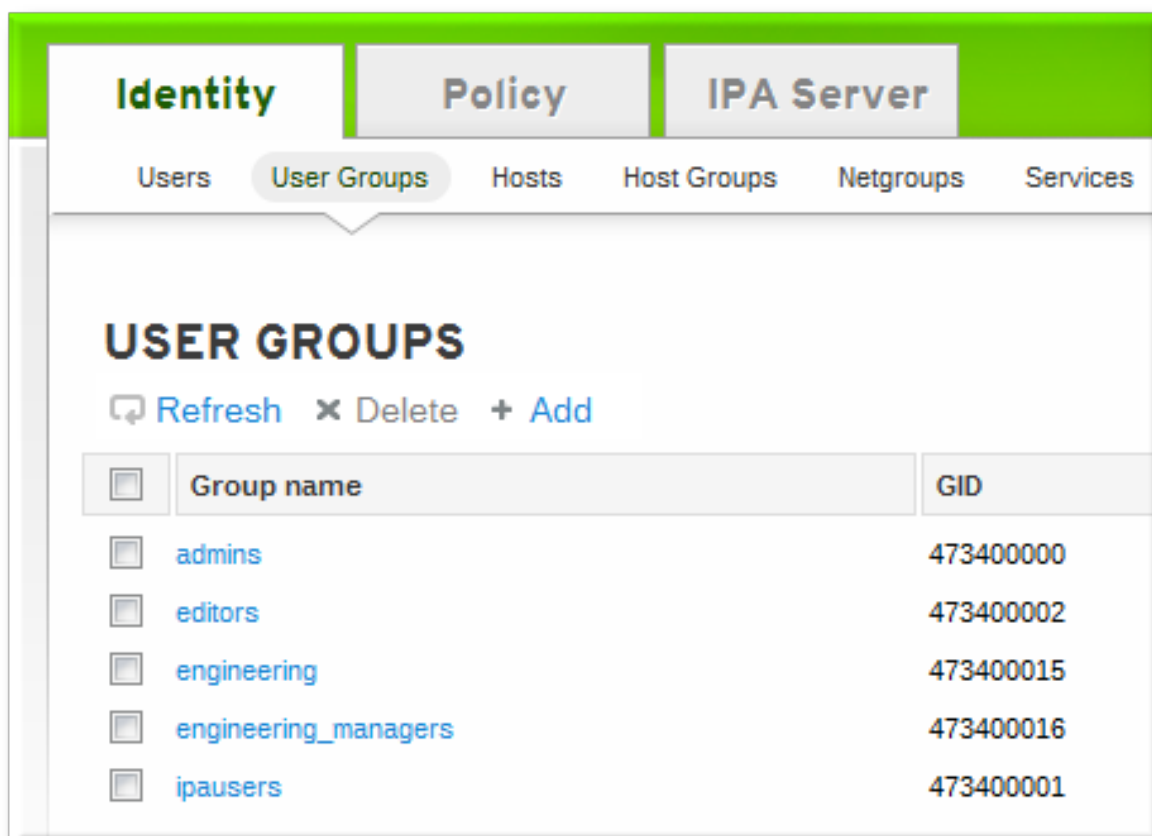 Identity Policy IPA Server
Users User Groups Hosts Host Groups Netgroups Services
USER GROUPS
Refresh Delete Add
Group name GID
admins 473400000
editors 473400002
engineering 473400015
engineering_managers 473400016
ipausers 473400001